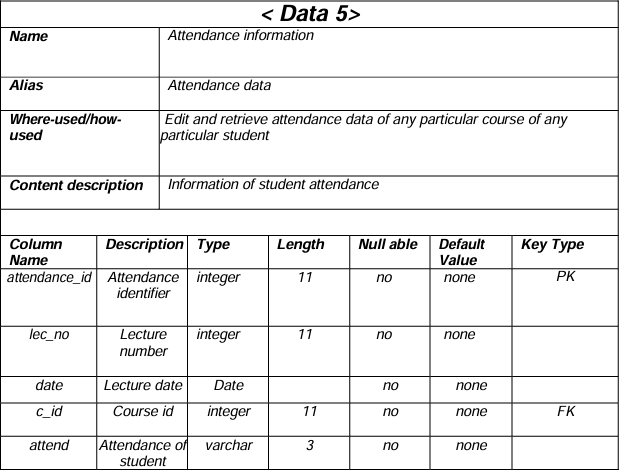 < Data 5>
Name Attendance information
Alias Attendance data
Where-used/how- Edit and retrieve attendance data of any particular course of any
used particular student
Content description Information of student attendance
Column Description Type Length Null able Default Key Type
Name Value
attendance_id Attendance integer 11 no none PK
identifier
lec_no Lecture integer 11 no none
number
date Lecture date Date no none
c_id Course id integer 11 no none FK
attend Attendance of varchar 3 no none
student